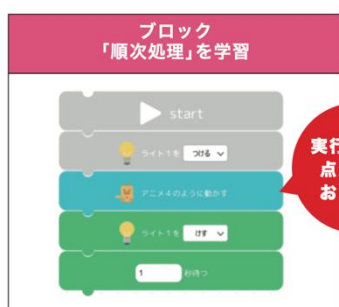 ブロック
「順次処理」を学習
start
ライト1を つける
アニメ4のように動かす
ライト1を けす
1 秒待つ
実行
点
お